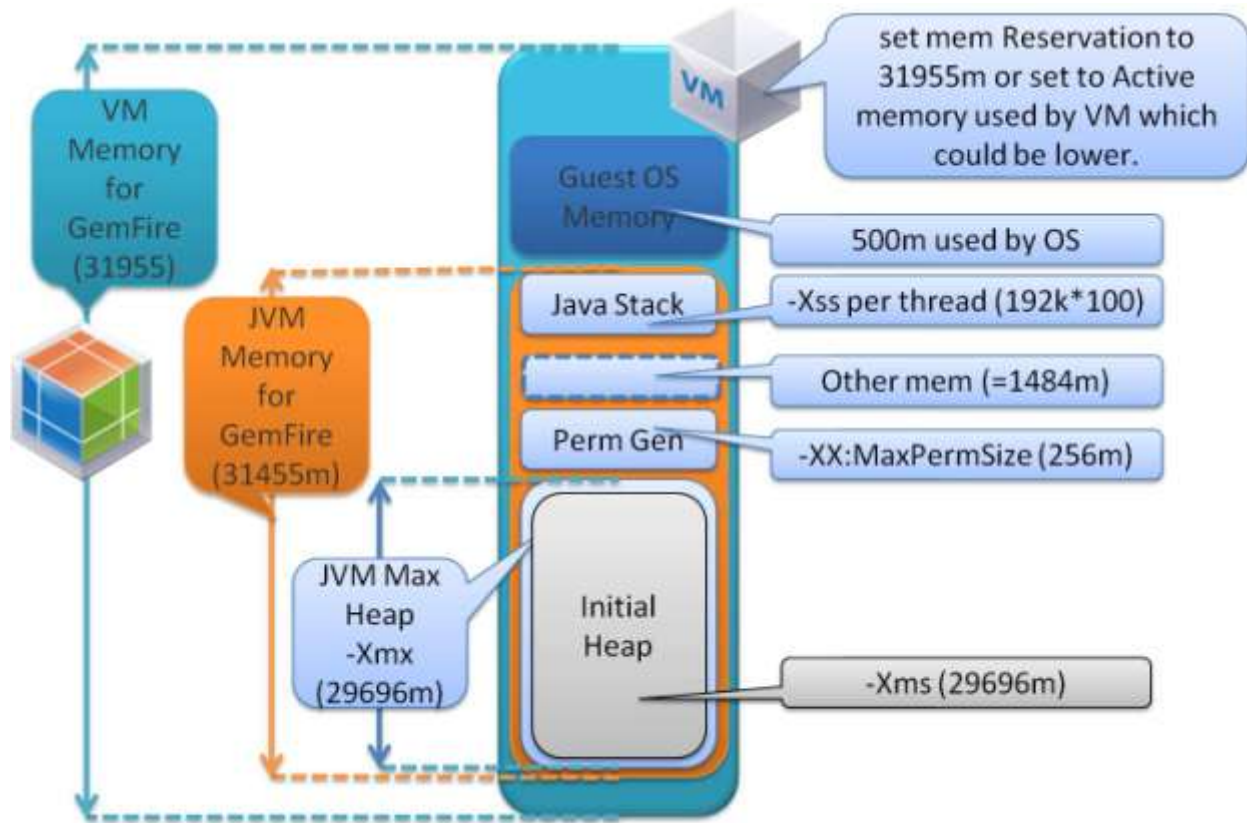 VM
Memory
for
GemFire
(31955)
JVM
Memory
for
GemFire
(31455m)
JVM Max
Heap
-Xmx
(29696m)
VM
Guest OS
Memory
Java Stack
Perm Gen
Initial
Heap
set mem Reservation to
31955m or set to Active
memory used by VM which
could be lower.
500m used by OS
-Xss per thread (192k*100)
Other mem (=1484m)
-XX:MaxPermSize (256m)
-Xms (29696m)